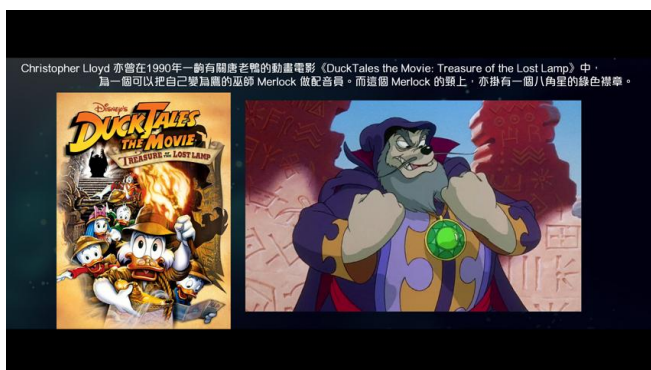 Christopher Lloyd 亦曾在1990年一齣有關唐老鴨的動畫電影《DuckTales the Movie: Treasure of the Lost Lamp》中,
為一個可以把自己變為鷹的巫師 Merlock 做配音員。而這個 Merlock 的頸上,亦掛有一個八角星的綠色襟章。
Disney's
DUCKTALES
THE MOVIE
TREASURE OF THE LOST LAMP